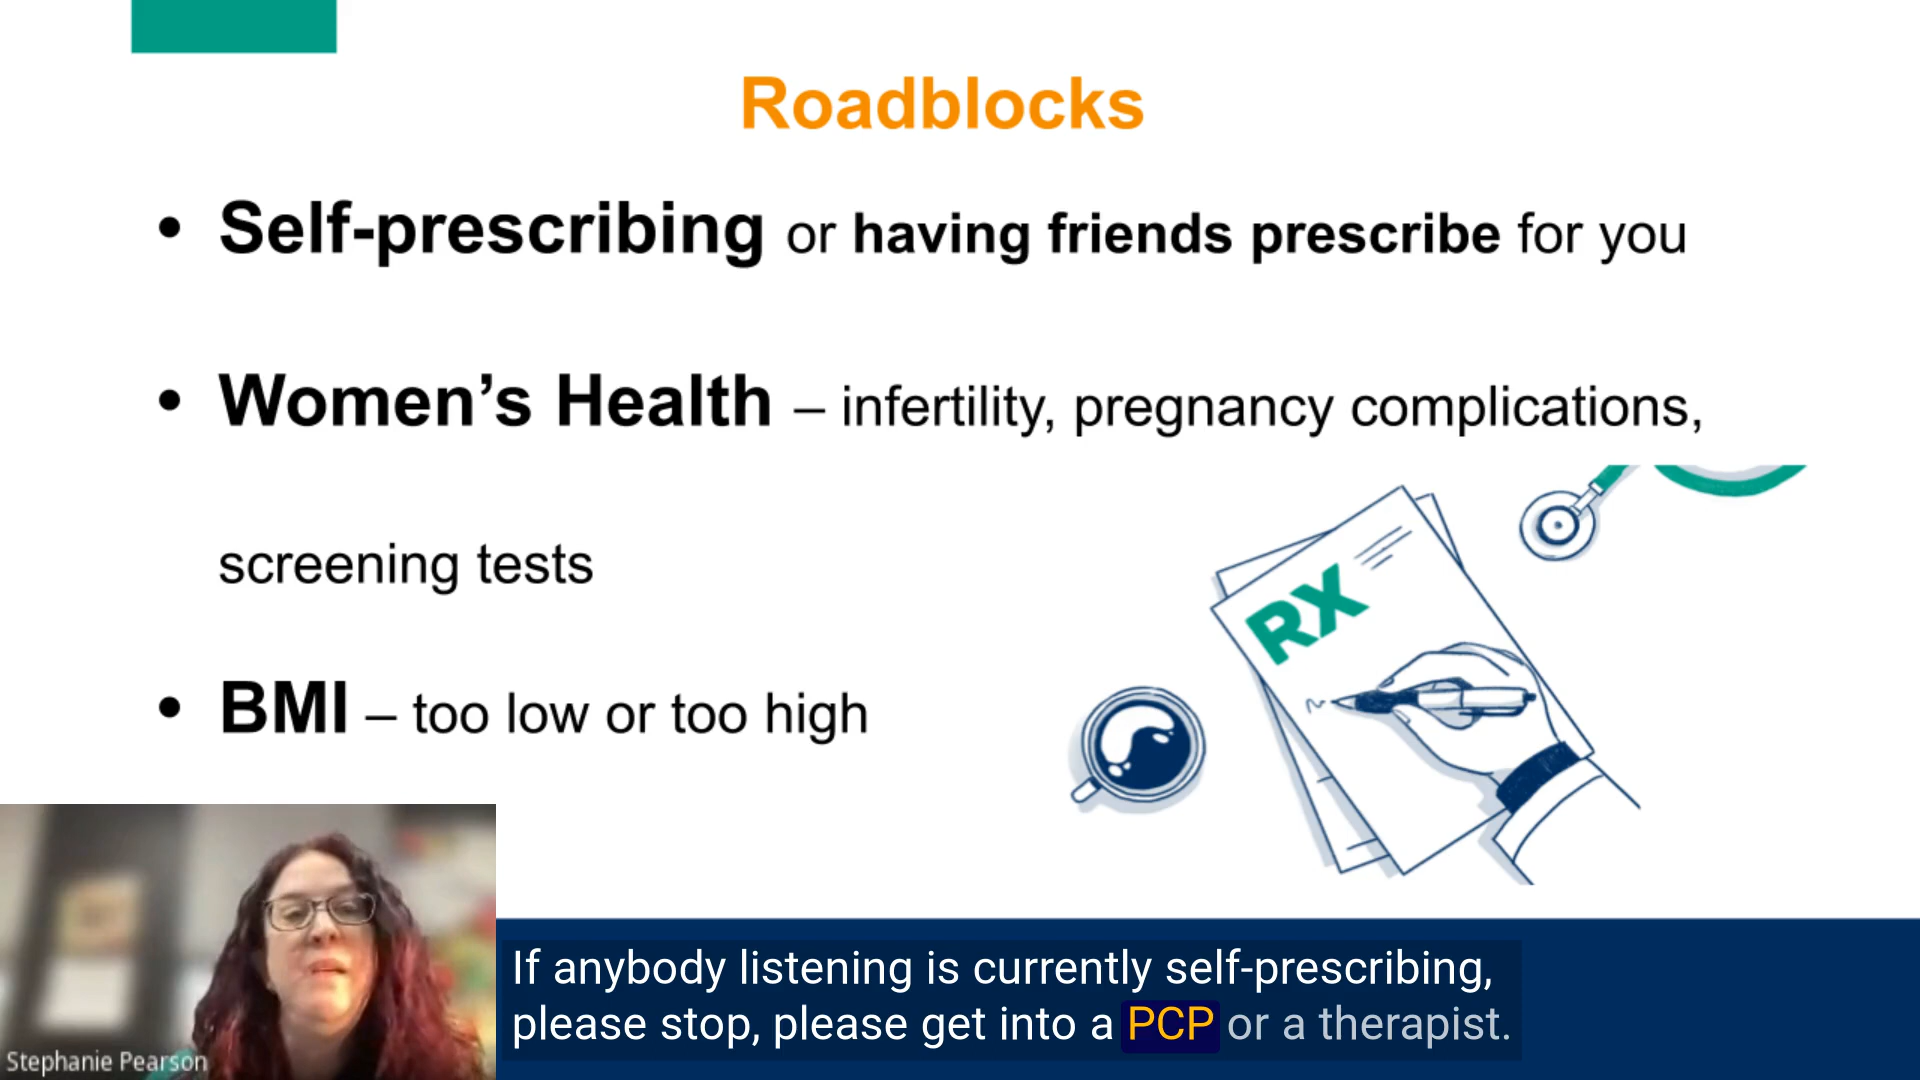 Roadblocks
• Self-prescribing or having friends prescribe for you
• Women’s Health – infertility, pregnancy complications,
screening tests
• BMI – too low or too high
RX
Stephanie Pearson
If anybody listening is currently self-prescribing,
please stop, please get into a PCP or a therapist.